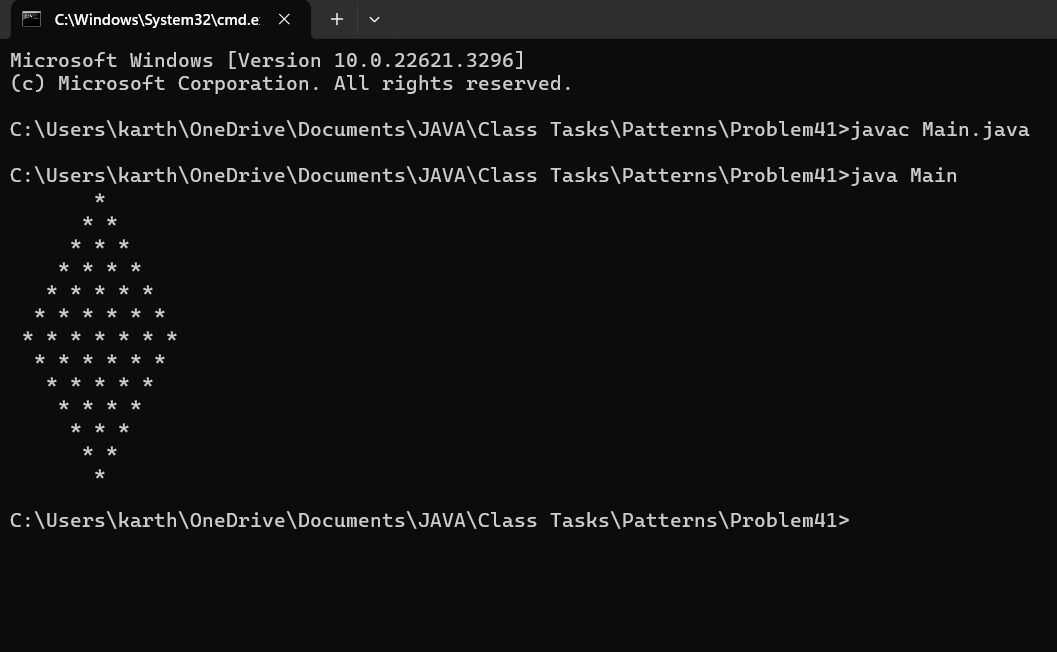 C:\Windows\System32\cmd.e
Microsoft Windows [Version 10.0.22621.3296]
(c) Microsoft Corporation. All rights reserved.
C:\Users\karth\OneDrive\Documents\JAVA\Class Tasks\Patterns\Problem41>javac Main.java
C:\Users\karth\OneDrive\Documents\JAVA\Class Tasks\Patterns\Problem41>java Main
       *
      * *
     * * *
    * * * *
   * * * * *
  * * * * * *
 * * * * * * *
  * * * * * *
   * * * * *
    * * * *
     * * *
      * *
       *
C:\Users\karth\OneDrive\Documents\JAVA\Class Tasks\Patterns\Problem41>